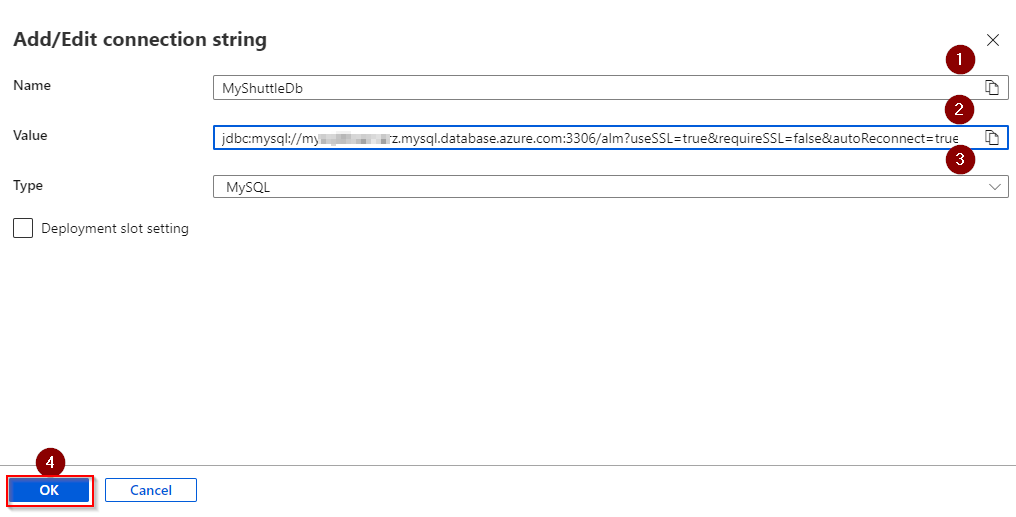 Add/Edit connection string
1
Name
MyShuttleDb
2
Value
jdbc:mysql://my z.mysql.database.azure.com:3306/alm?useSSL=true&requireSSL=false&autoReconnect=true
3
Type
MySQL
Deployment slot setting
4
OK
Cancel